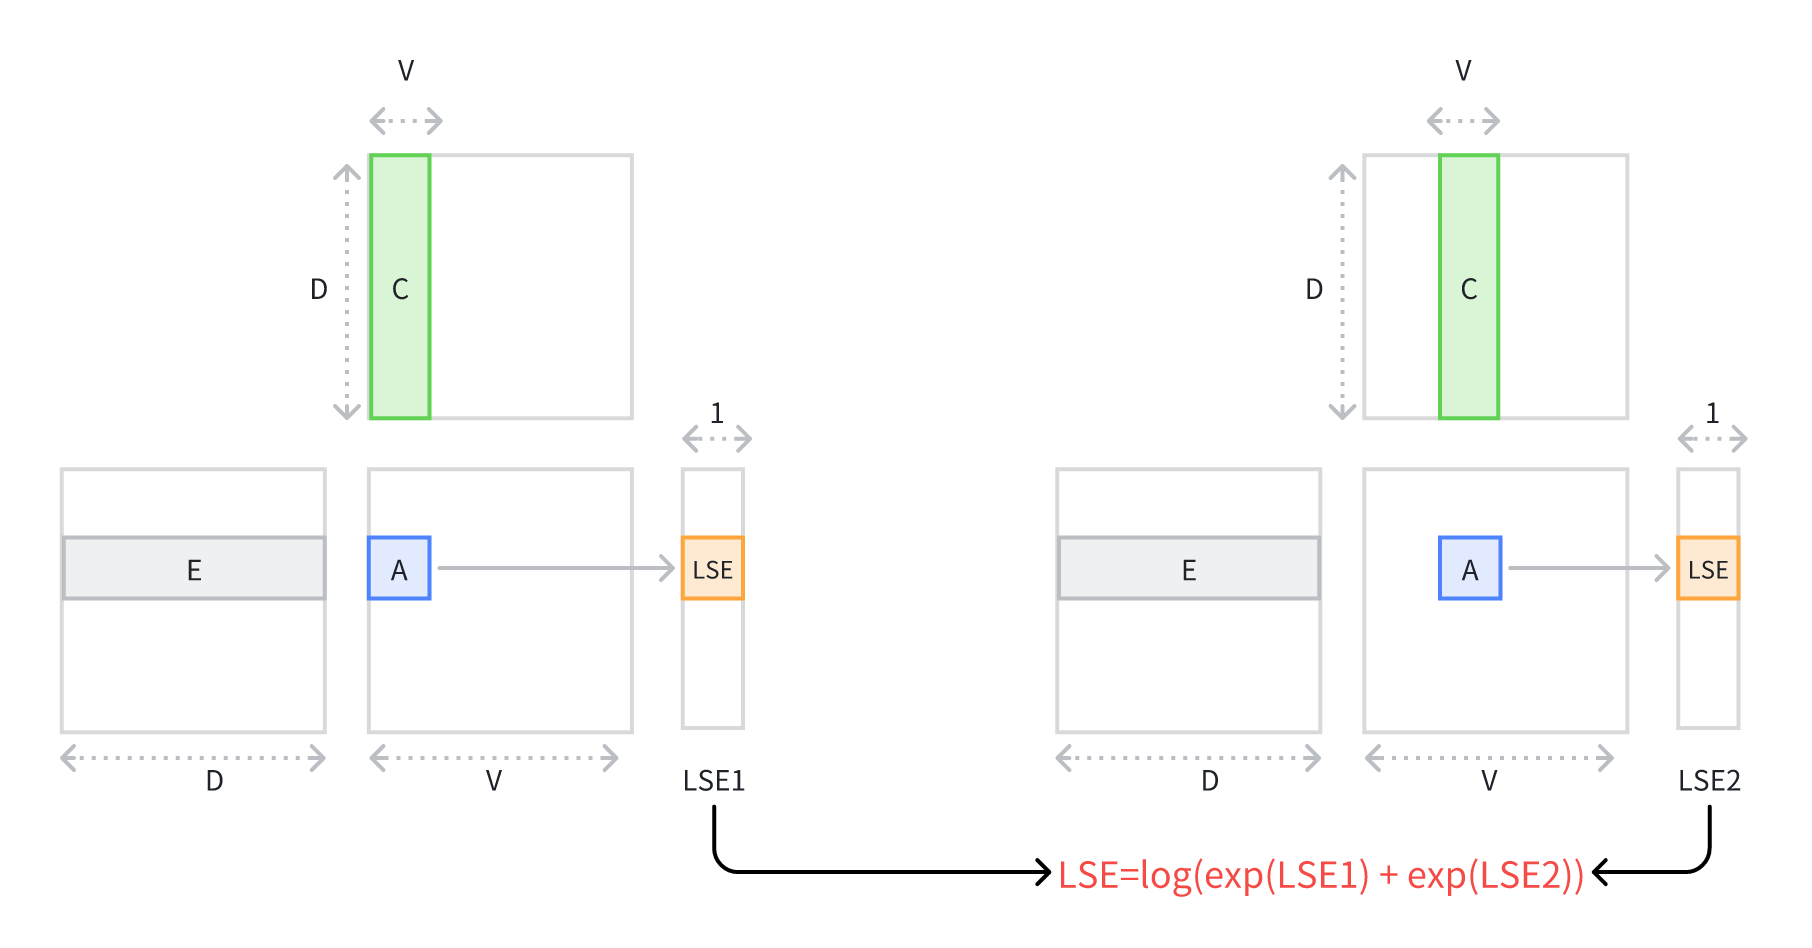 V
V
D
C
D
C
1
1
E
A
LSE
E
A
LSE
D
V
LSE1
D
V
LSE2
LSE=log(exp(LSE1) + exp(LSE2))